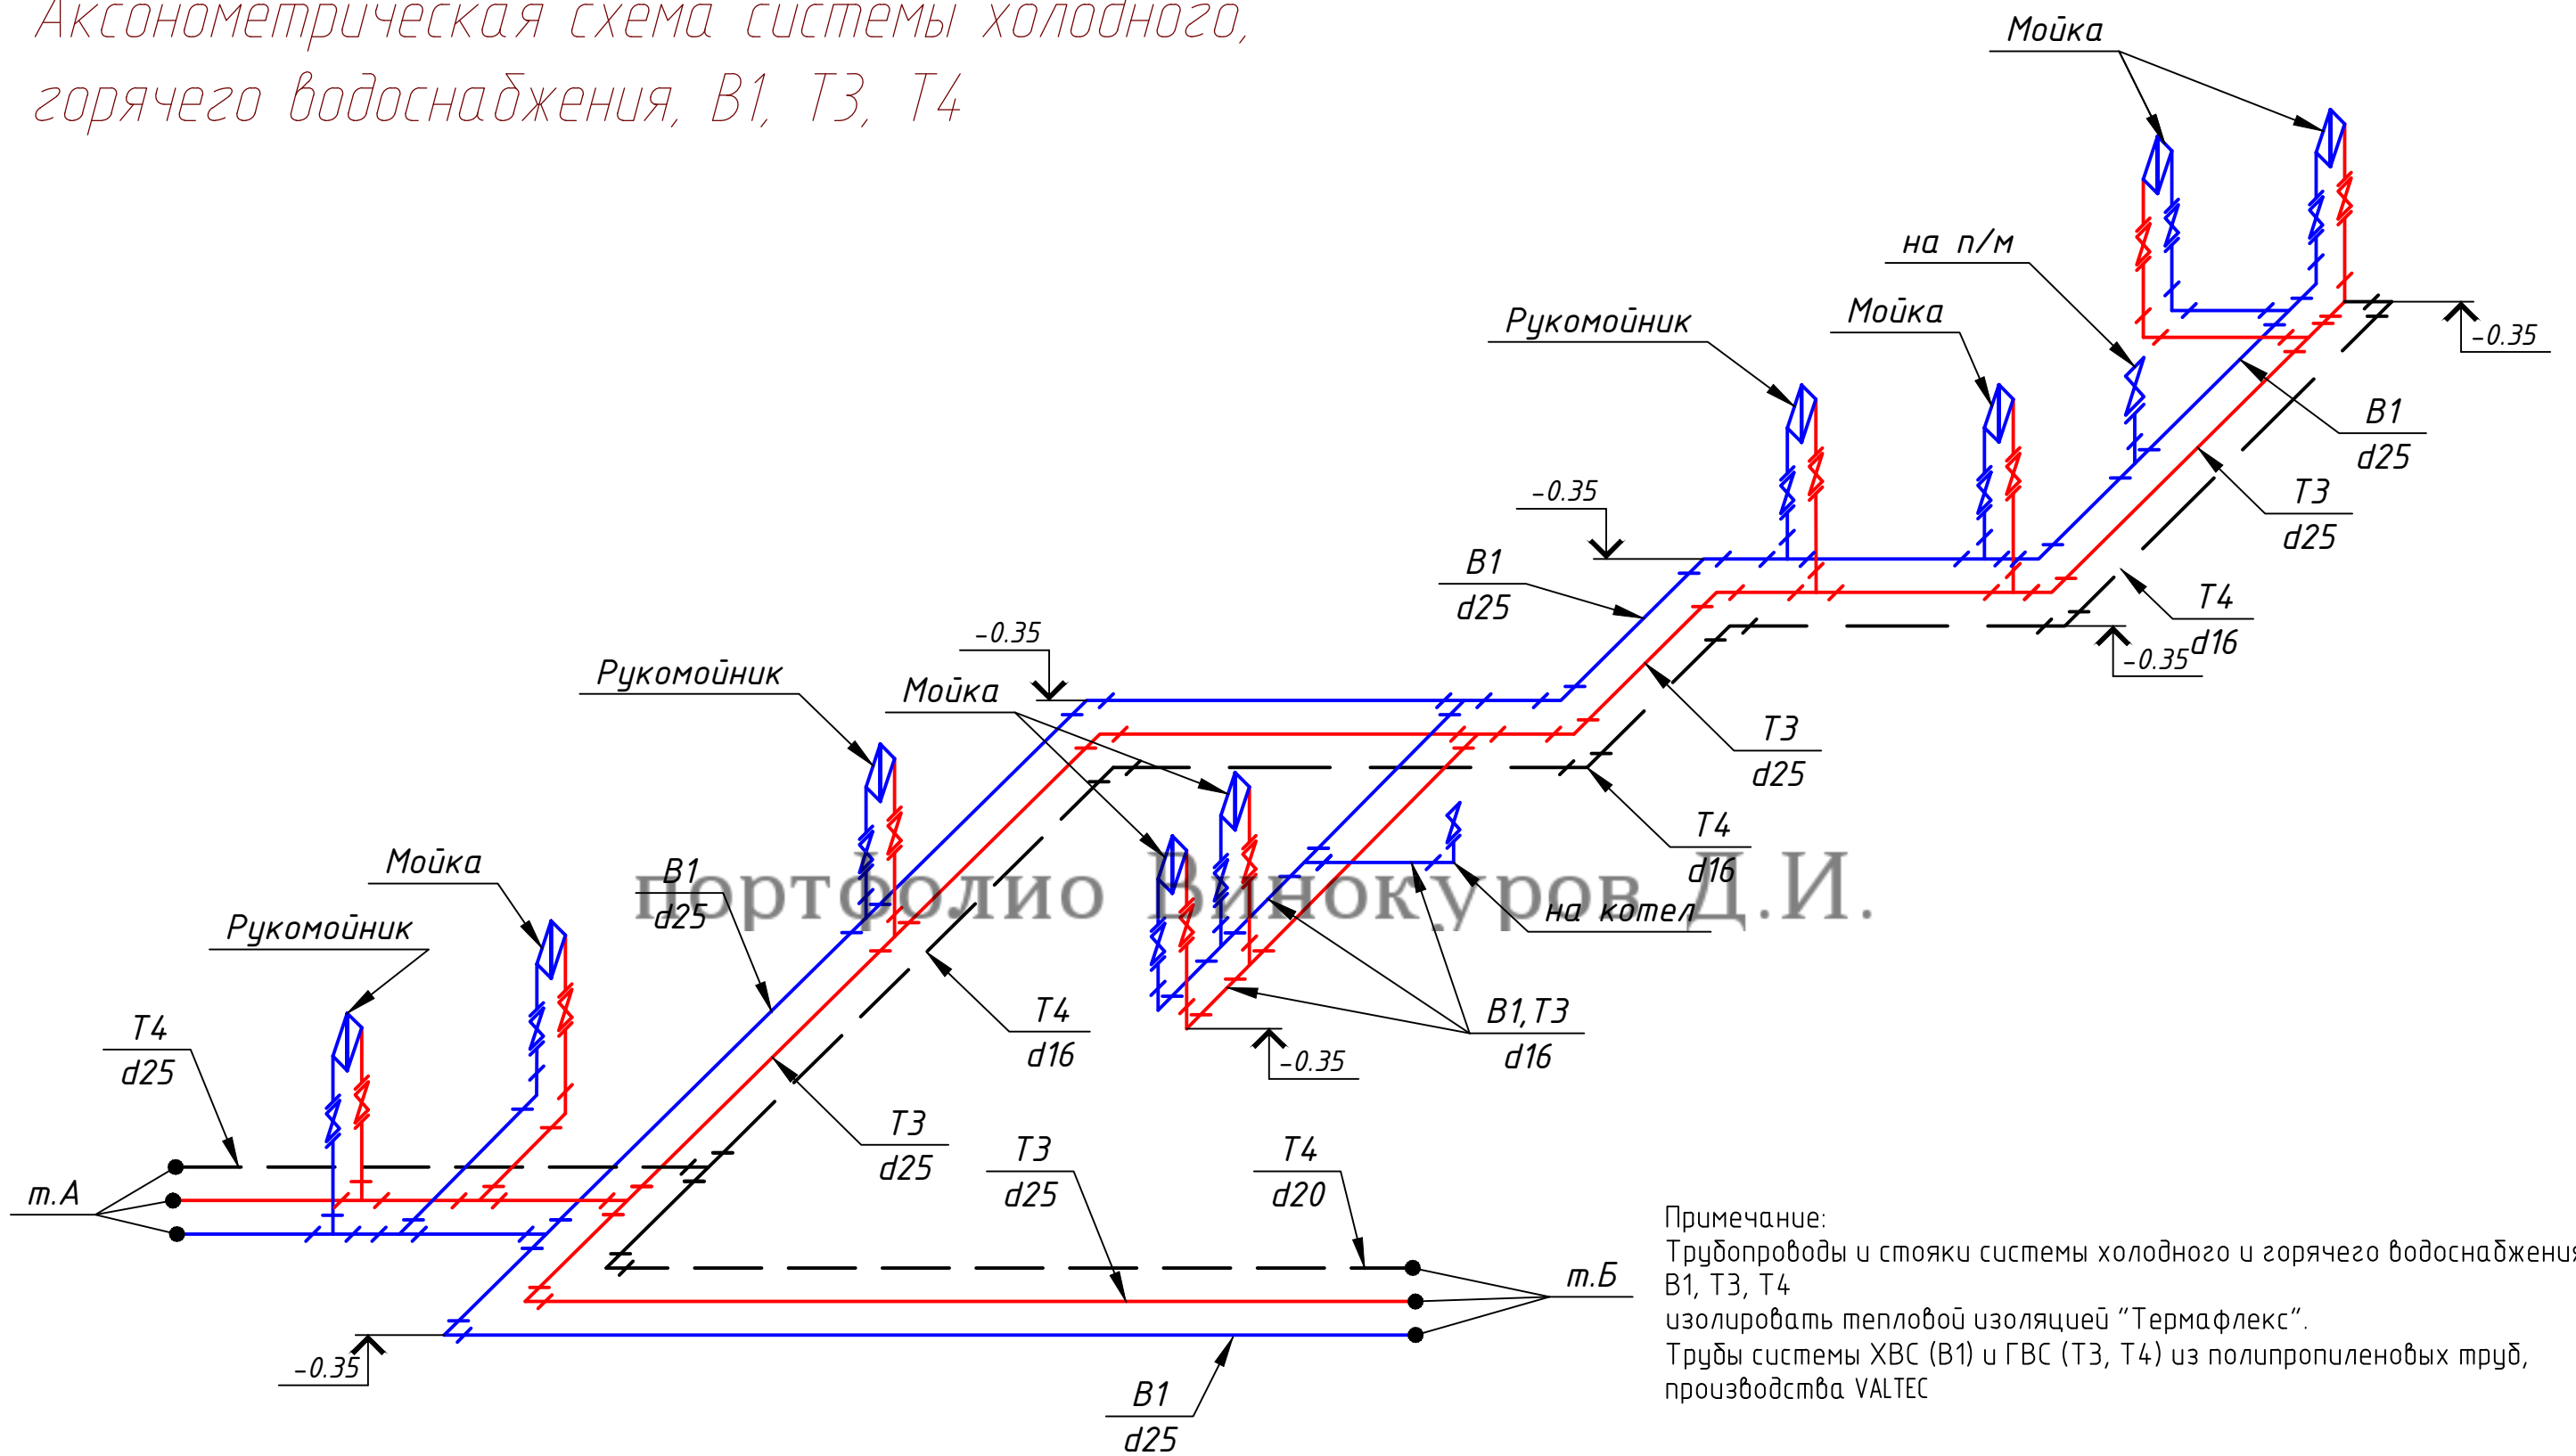 Аксонометрическая схема системы холодного,
горячего водоснабжения, В1, Т3, Т4
Мойка
на п/м
Рукомойник
Мойка
-0.35
В1
d25
-0.35
Т3
d25
В1
d25
Т4
d16
-0.35
-0.35
Рукомойник
Мойка
Т3
d25
Т4
d16
Мойка
В1
d25
портфолио Винокуров Д.И.
на котел
Рукомойник
Т4
d25
Т4
d16
В1,Т3
d16
-0.35
Т3
d25
Т3
d25
Т4
d20
т.А
т.Б
-0.35
В1
d25
Примечание:
Трубопроводы и стояки системы холодного и горячего водоснабжения
В1, Т3, Т4
изолировать тепловой изоляцией "Термафлекс".
Трубы системы ХВС (В1) и ГВС (Т3, Т4) из полипропиленовых труб,
производства VALTEC